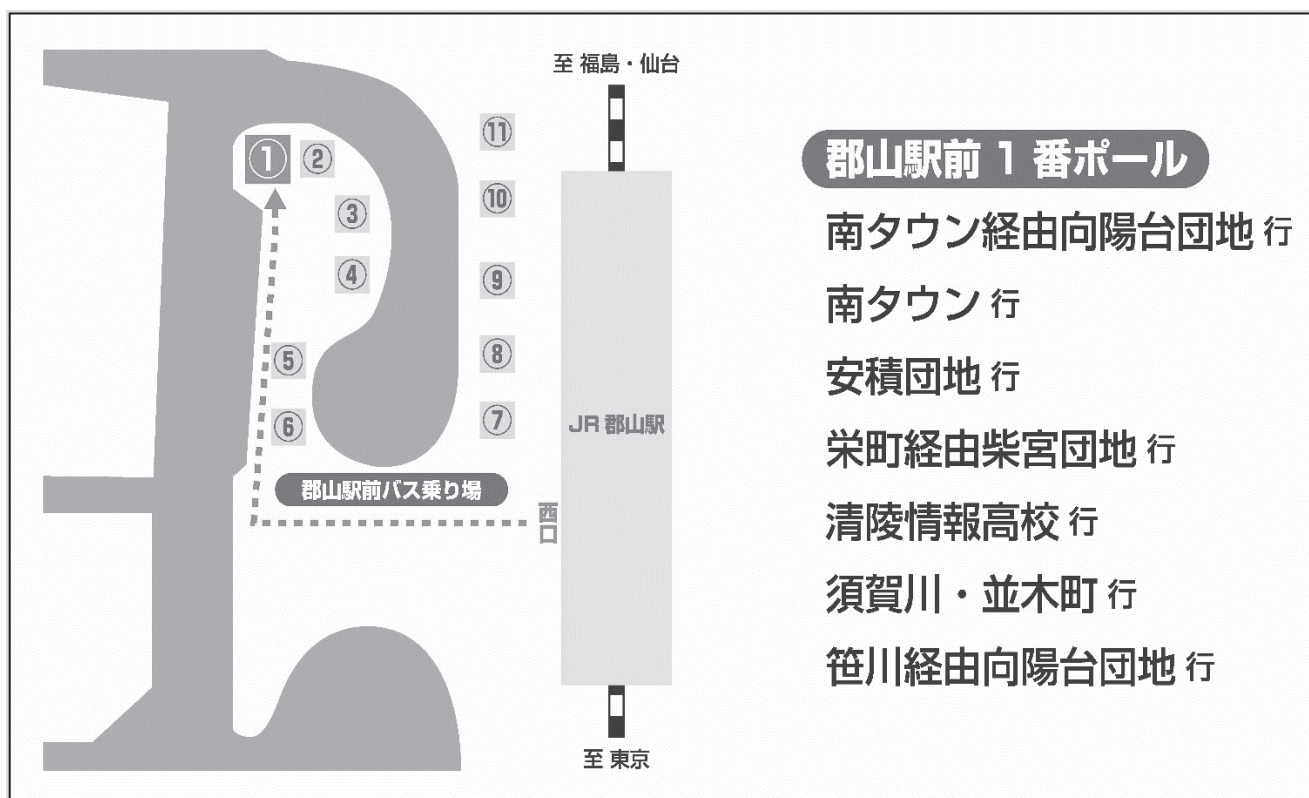 至 福島・仙台
①
②
③
④
⑤
⑥
⑪
⑩
⑨
⑧
⑦
JR 郡山駅
郡山駅前バス乗り場
西口
至 東京
郡山駅前 1 番ポール
南タウン経由向陽台団地 行
南タウン 行
安積団地 行
栄町経由柴宮団地 行
清陵情報高校 行
須賀川・並木町 行
笹川経由向陽台団地 行